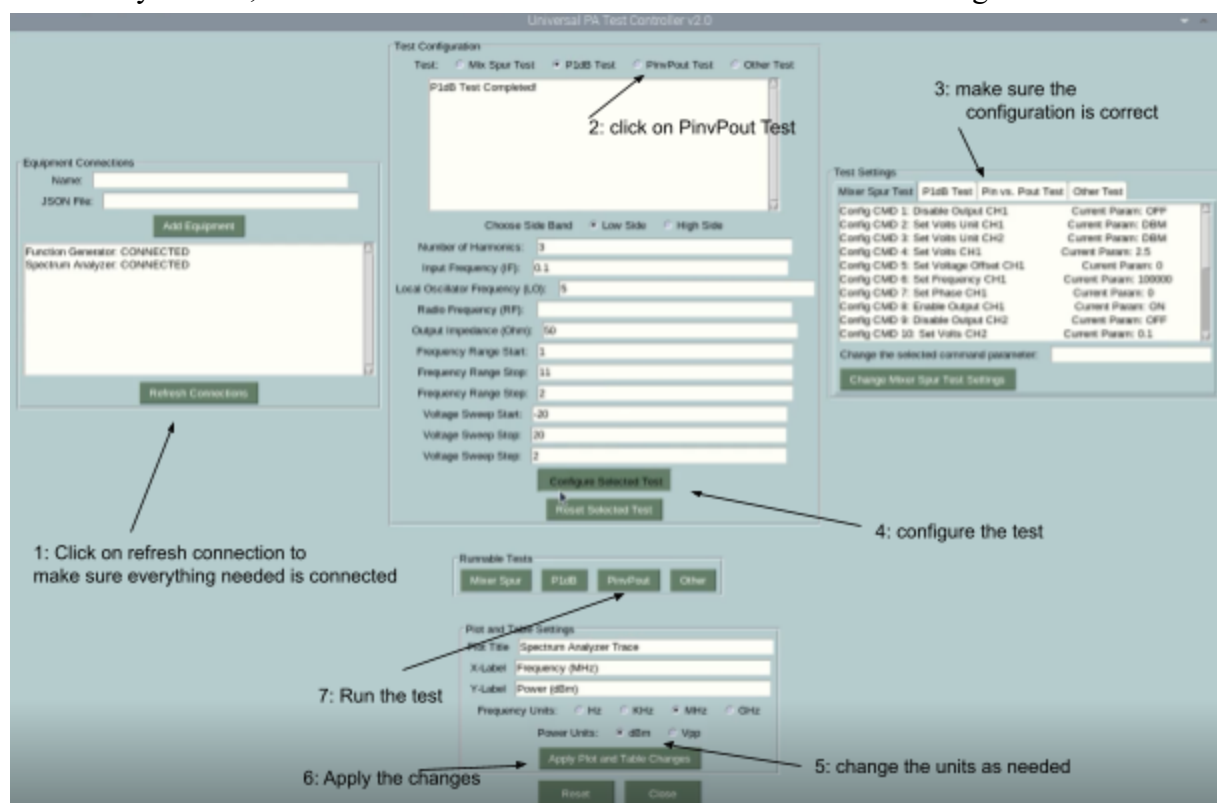 Universal PA Test Controller v2.0
Test Configuration
Test: Mix Spur Test P1dB Test PinvPout Test Other Test
P1dB Test Completed!
2: click on PinvPout Test
3: make sure the
configuration is correct
Equipment Connections
Name:
JSON File:
Add Equipment
Function Generator: CONNECTED
Spectrum Analyzer: CONNECTED
Refresh Connections
1: Click on refresh connection to
make sure everything needed is connected
Choose Side Band Low Side High Side
Number of Harmonics: 3
Input Frequency (IF): 0.1
Local Oscillator Frequency (LO): 5
Radio Frequency (RF):
Output Impedance (Ohm): 50
Frequency Range Start: 1
Frequency Range Stop: 11
Frequency Range Step: 2
Voltage Sweep Start: -20
Voltage Sweep Stop: 20
Voltage Sweep Step: 2
Configure Selected Test
Reset Selected Test
Test Settings
Mixer Spur Test P1dB Test Pin vs. Pout Test Other Test
Config CMD 1: Disable Output CH1 Current Param: OFF
Config CMD 2: Set Volts Unit CH1 Current Param: DBM
Config CMD 3: Set Volts Unit CH2 Current Param: DBM
Config CMD 4: Set Volts CH1 Current Param: 2.5
Config CMD 5: Set Voltage Offset CH1 Current Param: 0
Config CMD 6: Set Frequency CH1 Current Param: 100000
Config CMD 7: Set Phase CH1 Current Param: 0
Config CMD 8: Enable Output CH1 Current Param: ON
Config CMD 9: Disable Output CH2 Current Param: OFF
Config CMD 10: Set Volts CH2 Current Param: 0.1
Change the selected command parameter:
Change Mixer Spur Test Settings
4: configure the test
Runnable Tests
Mixer Spur P1dB PinvPout Other
Plot and Table Settings
Plot Title Spectrum Analyzer Trace
X-Label Frequency (MHz)
Y-Label Power (dBm)
Frequency Units: Hz KHz MHz GHz
Power Units: dBm Vpp
Apply Plot and Table Changes
Reset Close
7: Run the test
6: Apply the changes
5: change the units as needed